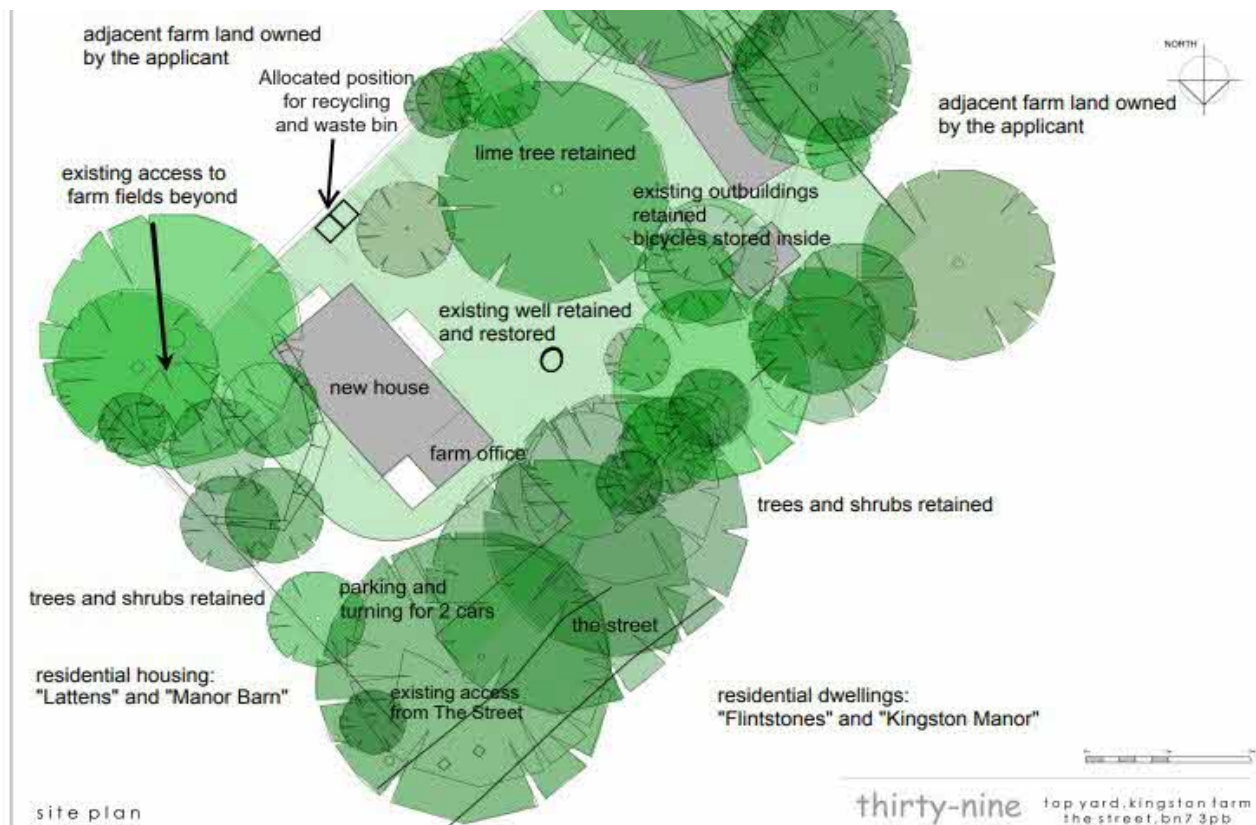 adjacent farm land owned
by the applicant
Allocated position
for recycling
and waste bin
NORTH
adjacent farm land owned
by the applicant
existing access to
farm fields beyond
lime tree retained
existing outbuildings
retained
bicycles stored inside
existing well retained
and restored
new house
farm office
trees and shrubs retained
trees and shrubs retained
parking and
turning for 2 cars
the street
residential housing:
"Lattens" and "Manor Barn"
existing access
from The Street
residential dwellings:
"Flintstones" and "Kingston Manor"
site plan
thirty-nine
top yard, kingston farm
the street, bn7 3pb